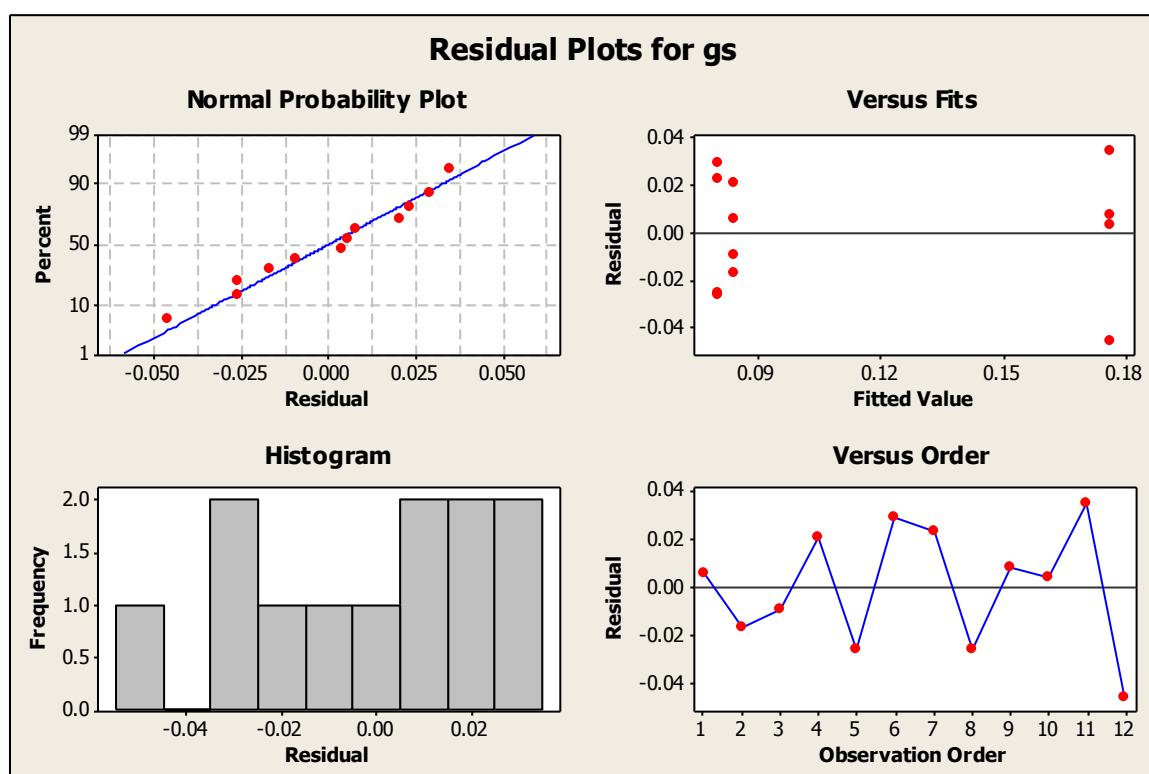 Residual Plots for gs
Normal Probability Plot
99
90
50
10
1
Percent
-0.050 -0.025 0.000 0.025 0.050
Residual
Versus Fits
0.04
0.02
0.00
-0.02
-0.04
Residual
0.09 0.12 0.15 0.18
Fitted Value
Histogram
2.0
1.5
1.0
0.5
0.0
Frequency
-0.04 -0.02 0.00 0.02
Residual
Versus Order
0.04
0.02
0.00
-0.02
-0.04
Residual
1 2 3 4 5 6 7 8 9 10 11 12
Observation Order